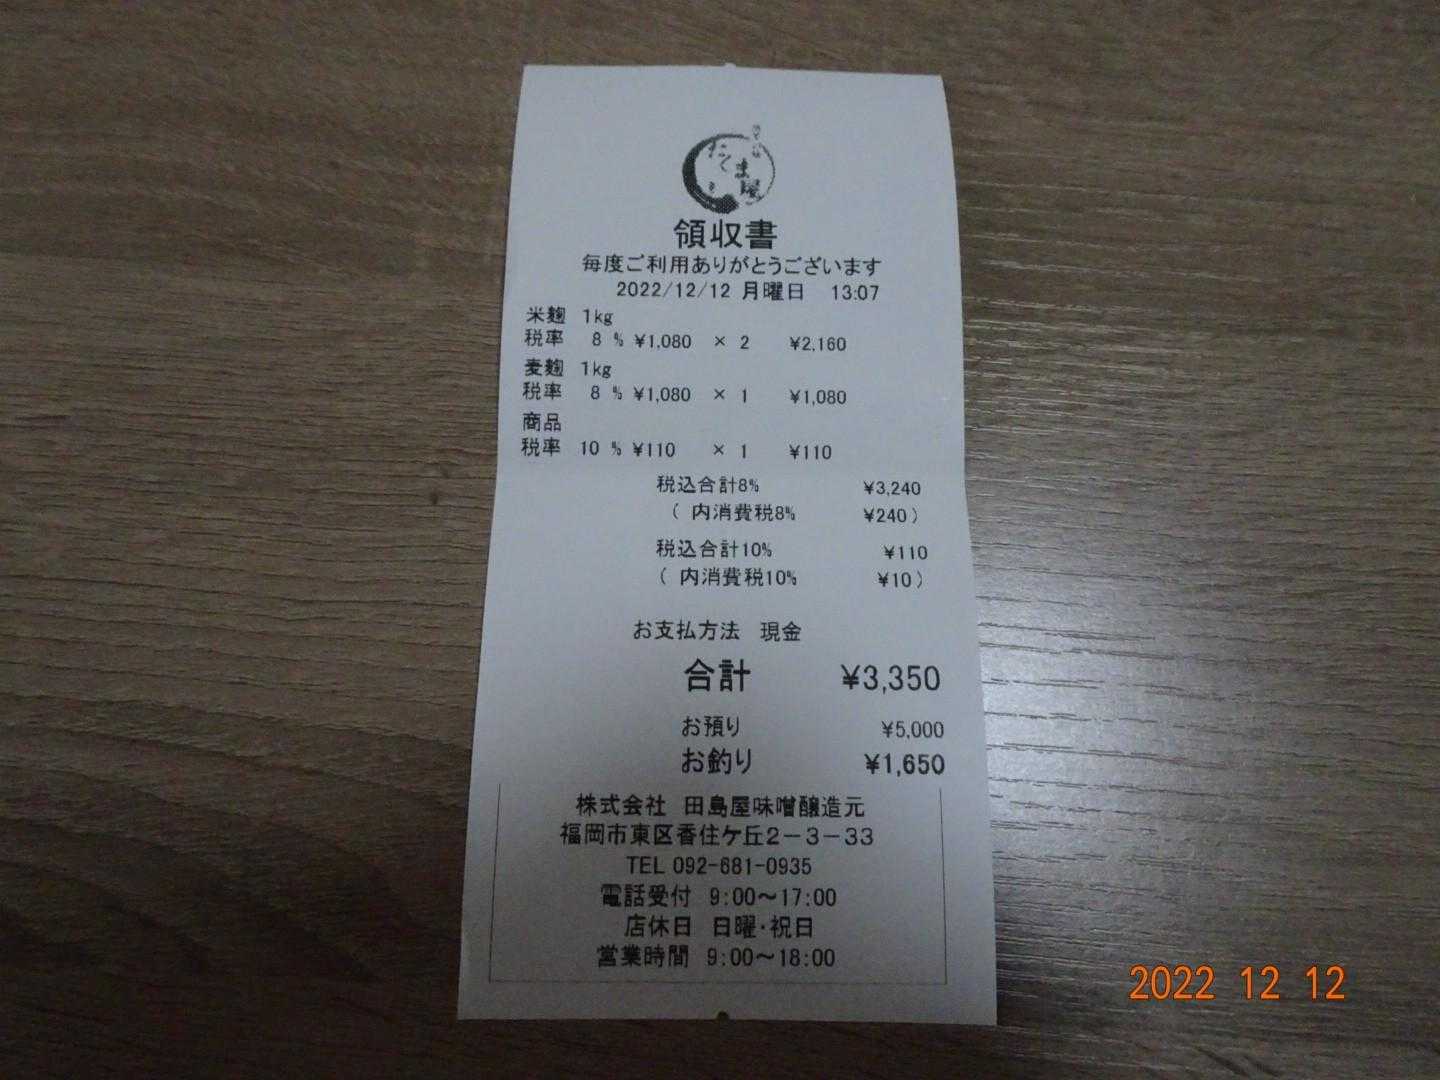 たじま屋
領収書
毎度ご利用ありがとうございます
2022/12/12 月曜日 13:07
米麹 1kg
税率 8 % ¥1,080 × 2 ¥2,160
麦麹 1kg
税率 8 % ¥1,080 × 1 ¥1,080
商品
税率 10 % ¥110 × 1 ¥110
税込合計8% ¥3,240
( 内消費税8% ¥240)
税込合計10% ¥110
( 内消費税10% ¥10)
お支払方法 現金
合計 ¥3,350
お預り ¥5,000
お釣り ¥1,650
株式会社 田島屋味噌醸造元
福岡市東区香住ケ丘2-3-33
TEL 092-681-0935
電話受付 9:00~17:00
店休日 日曜・祝日
営業時間 9:00~18:00
2022 12 12